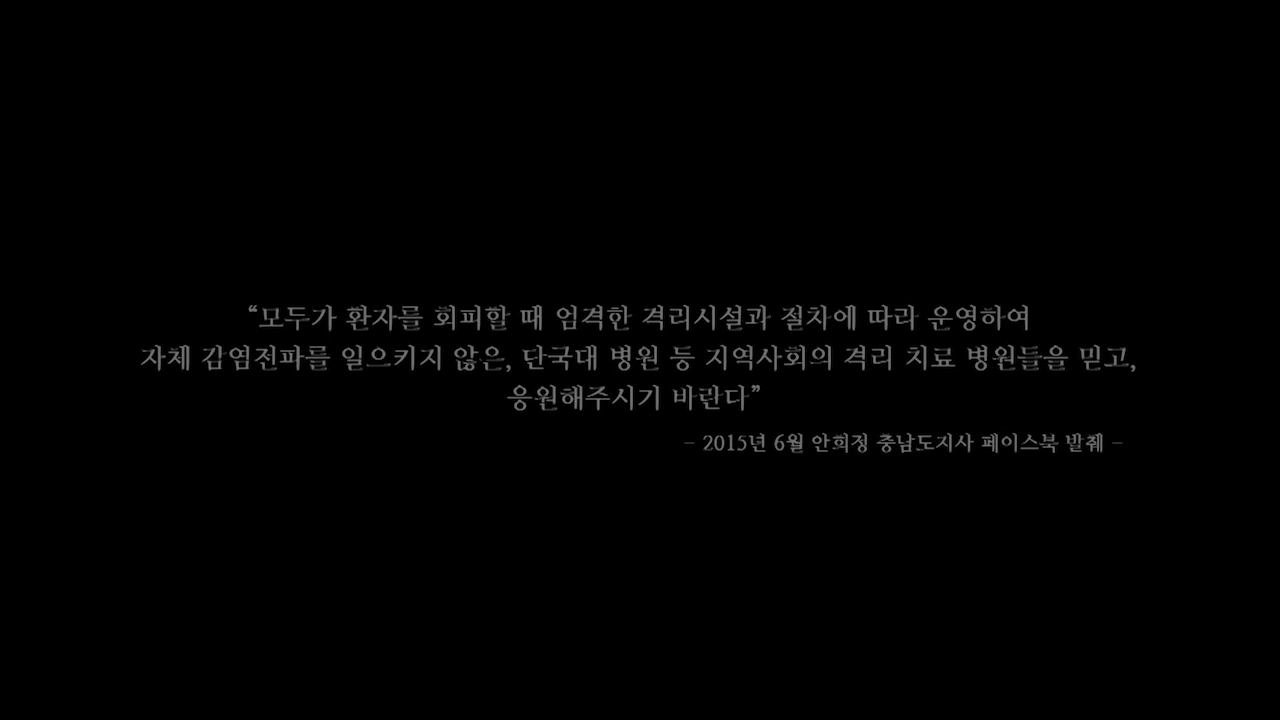 “모두가 환자를 회피할 때 엄격한 격리시설과 절차에 따라 운영하여
자체 감염전파를 일으키지 않은, 단국대 병원 등 지역사회의 격리 치료 병원들을 믿고,
응원해주시기 바란다”
- 2015년 6월 안희정 충남도지사 페이스북 발췌 -